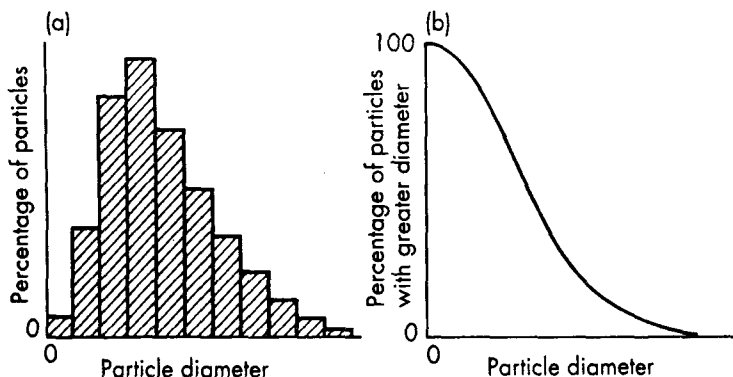 (a)
Percentage of particles
0
0
Particle diameter
(b)
100
Percentage of particles
with greater diameter
0
0
Particle diameter